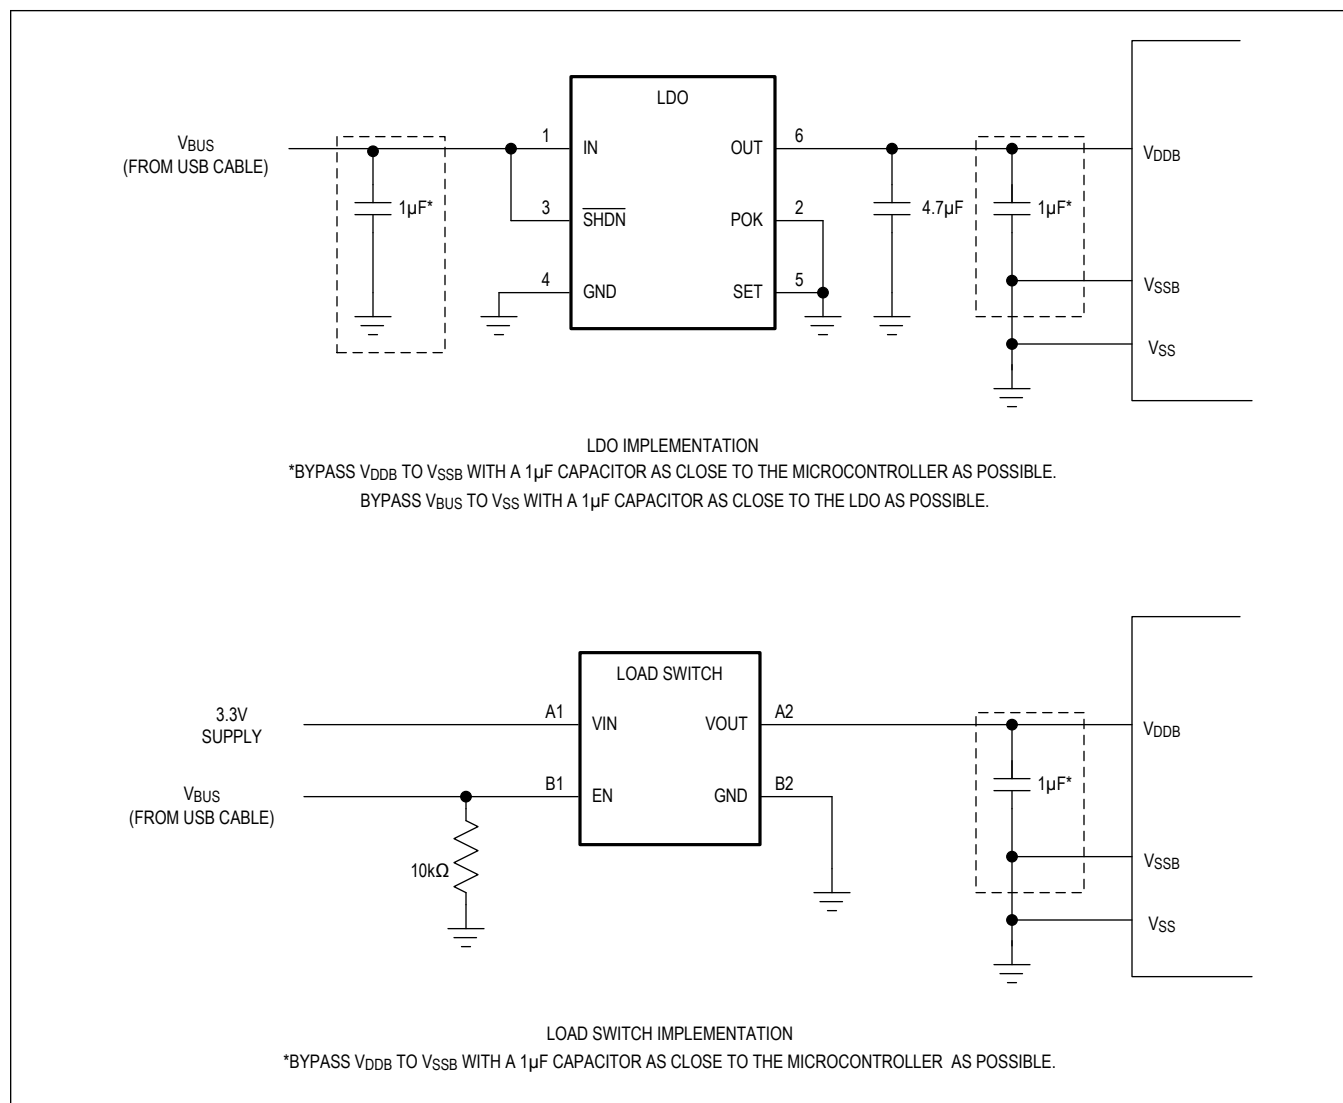 LDO
VBUS
(FROM USB CABLE)
1 IN OUT 6
VDDB
1µF*
3 SHDN POK 2
4.7µF
1µF*
4 GND SET 5
VSSB
VSS
LDO IMPLEMENTATION
*BYPASS VDDB TO VSSB WITH A 1µF CAPACITOR AS CLOSE TO THE MICROCONTROLLER AS POSSIBLE.
BYPASS VBUS TO VSS WITH A 1µF CAPACITOR AS CLOSE TO THE LDO AS POSSIBLE.
LOAD SWITCH
3.3V
SUPPLY
A1 VIN VOUT A2
VDDB
VBUS
(FROM USB CABLE)
B1 EN GND B2
1µF*
10kΩ
VSSB
VSS
LOAD SWITCH IMPLEMENTATION
*BYPASS VDDB TO VSSB WITH A 1µF CAPACITOR AS CLOSE TO THE MICROCONTROLLER AS POSSIBLE.